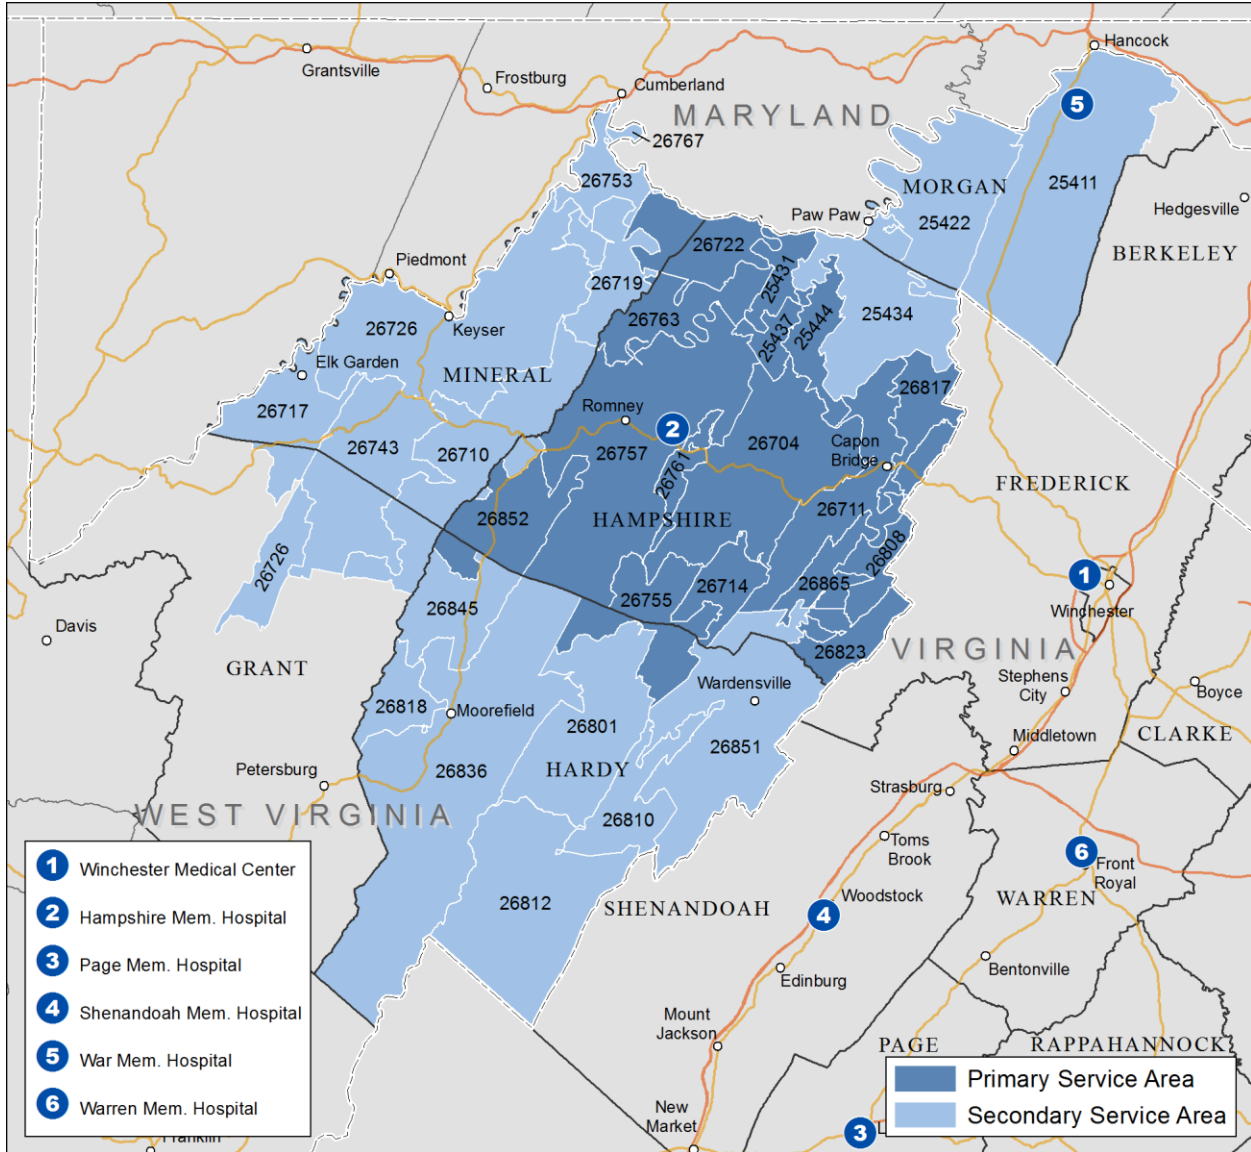 Hancock
Grantsville
Frostburg
Cumberland
5
MARYLAND
26767
26753
MORGAN
25411
Paw Paw
25422
Hedgesville
26722
BERKELEY
Piedmont
25431
26719
26763
25437
25444
25434
26726
Keyser
Elk Garden
MINERAL
26817
26717
Romney
2
26743
26710
26757
26704
Capon
Bridge
26761
FREDERICK
26852
HAMPSHIRE
26711
26808
26726
1
Winchester
26845
26755
26714
26865
Davis
GRANT
26823
VIRGINIA
Stephens
City
Boyce
Wardensville
26818
Moorefield
26801
26851
Middletown
CLARKE
Petersburg
26836
HARDY
Strasburg
WEST VIRGINIA
26810
Toms
Brook
6
Front
Royal
26812
SHENANDOAH
4
Woodstock
WARREN
Edinburg
Bentonville
Mount
Jackson
PAGE
RAPPAHANNOCK
New
Market
3
L
Franklin
1 Winchester Medical Center
2 Hampshire Mem. Hospital
3 Page Mem. Hospital
4 Shenandoah Mem. Hospital
5 War Mem. Hospital
6 Warren Mem. Hospital
Primary Service Area
Secondary Service Area